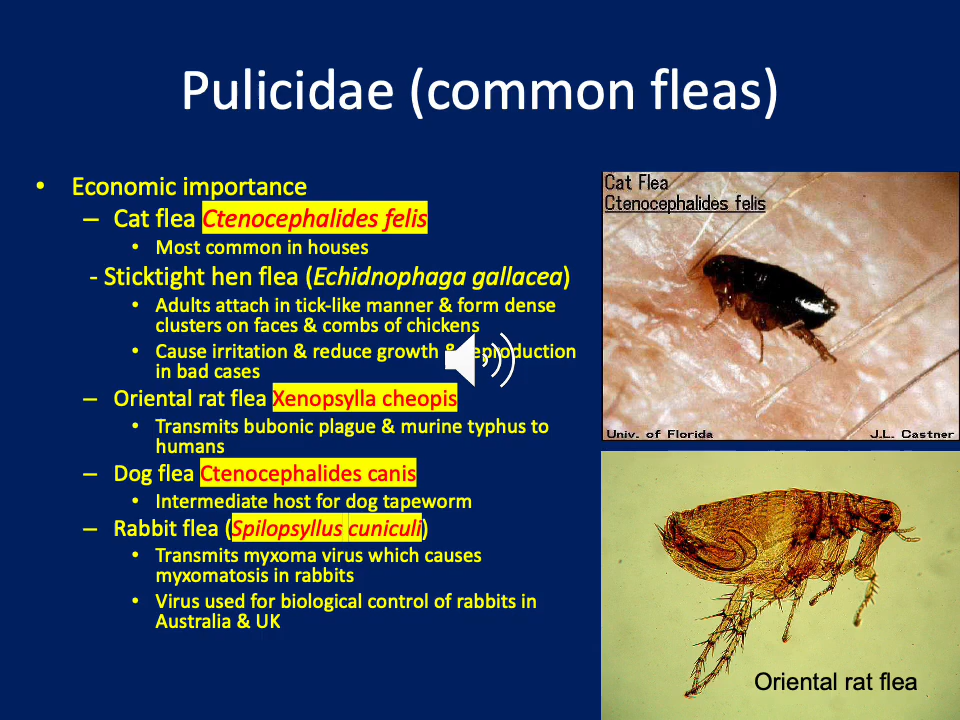 Pulicidae (common fleas)
• Economic importance
– Cat flea Ctenocephalides felis
• Most common in houses
- Sticktight hen flea (Echidnophaga gallacea)
• Adults attach in tick-like manner & form dense
clusters on faces & combs of chickens
• Cause irritation & reduce growth & reproduction
in bad cases
– Oriental rat flea Xenopsylla cheopis
• Transmits bubonic plague & murine typhus to
humans
– Dog flea Ctenocephalides canis
• Intermediate host for dog tapeworm
– Rabbit flea (Spilopsyllus cuniculi)
• Transmits myxoma virus which causes
myxomatosis in rabbits
• Virus used for biological control of rabbits in
Australia & UK
Cat Flea
Ctenocephalides felis
Univ. of Florida
J.L. Castner
Oriental rat flea